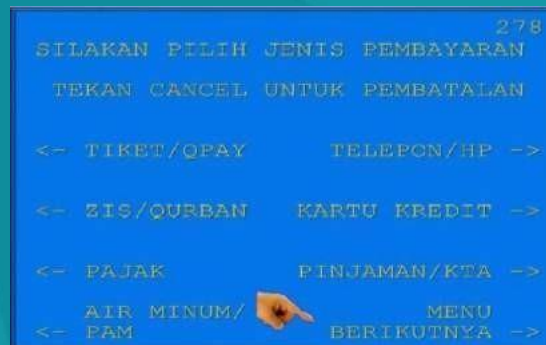 278
SILAKAN PILIH JENIS PEMBAYARAN
TEKAN CANCEL UNTUK PEMBATALAN
<- TIKET/QPAY TELEPON/HP ->
<- ZIS/QURBAN KARTU KREDIT ->
<- PAJAK PINJAMAN/KTA ->
AIR MINUM/ MENU
<- PAM BERIKUTNYA ->